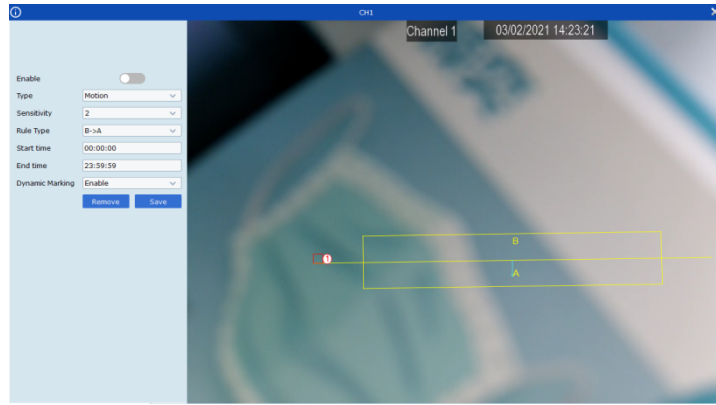 CH1
Channel 1
03/02/2021 14:23:21
Enable
Type Motion
Sensitivity 2
Rule Type B->A
Start time 00:00:00
End time 23:59:59
Dynamic Marking Enable
Remove Save
B
1
A